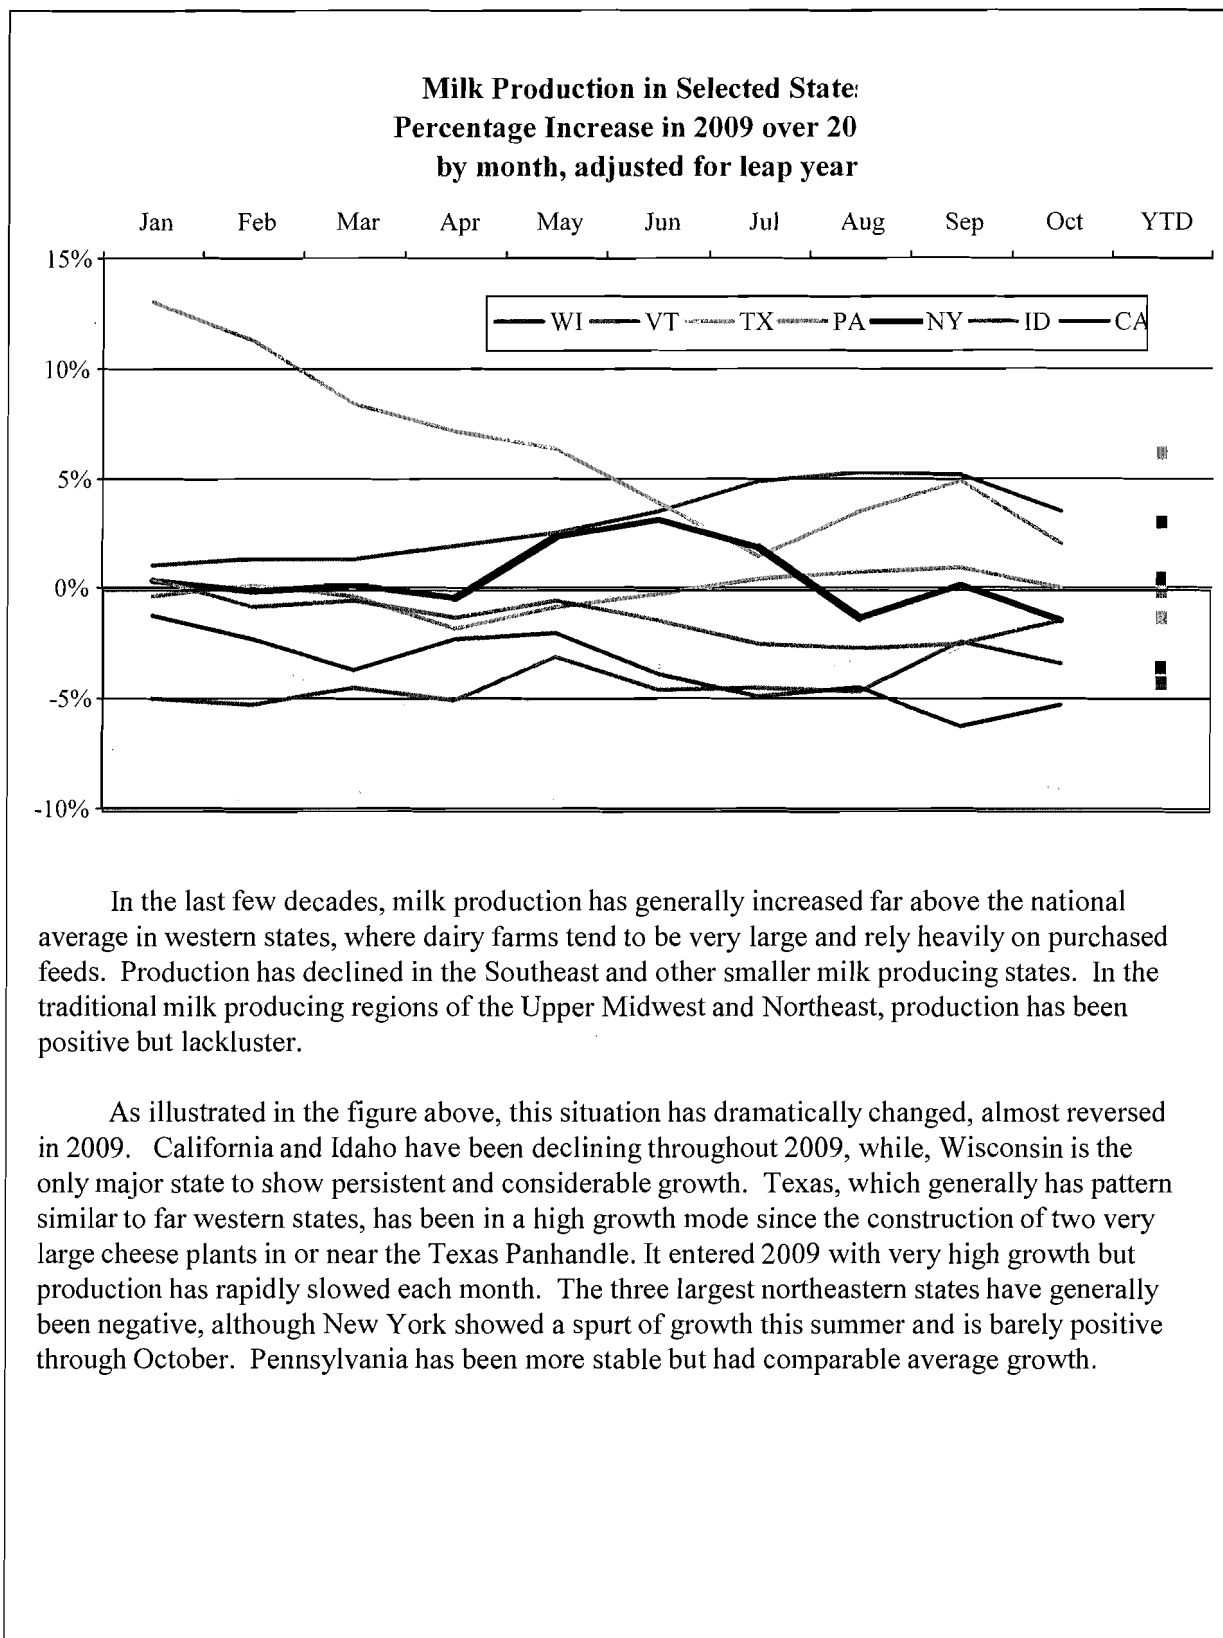 Milk Production in Selected State
Percentage Increase in 2009 over 20
by month, adjusted for leap year
Jan Feb Mar Apr May Jun Jul Aug Sep Oct YTD
15%
WI VT TX PA NY ID CA
10%
5%
0%
-5%
-10%
In the last few decades, milk production has generally increased far above the national
average in western states, where dairy farms tend to be very large and rely heavily on purchased
feeds. Production has declined in the Southeast and other smaller milk producing states. In the
traditional milk producing regions of the Upper Midwest and Northeast, production has been
positive but lackluster.
As illustrated in the figure above, this situation has dramatically changed, almost reversed
in 2009. California and Idaho have been declining throughout 2009, while, Wisconsin is the
only major state to show persistent and considerable growth. Texas, which generally has pattern
similar to far western states, has been in a high growth mode since the construction of two very
large cheese plants in or near the Texas Panhandle. It entered 2009 with very high growth but
production has rapidly slowed each month. The three largest northeastern states have generally
been negative, although New York showed a spurt of growth this summer and is barely positive
through October. Pennsylvania has been more stable but had comparable average growth.